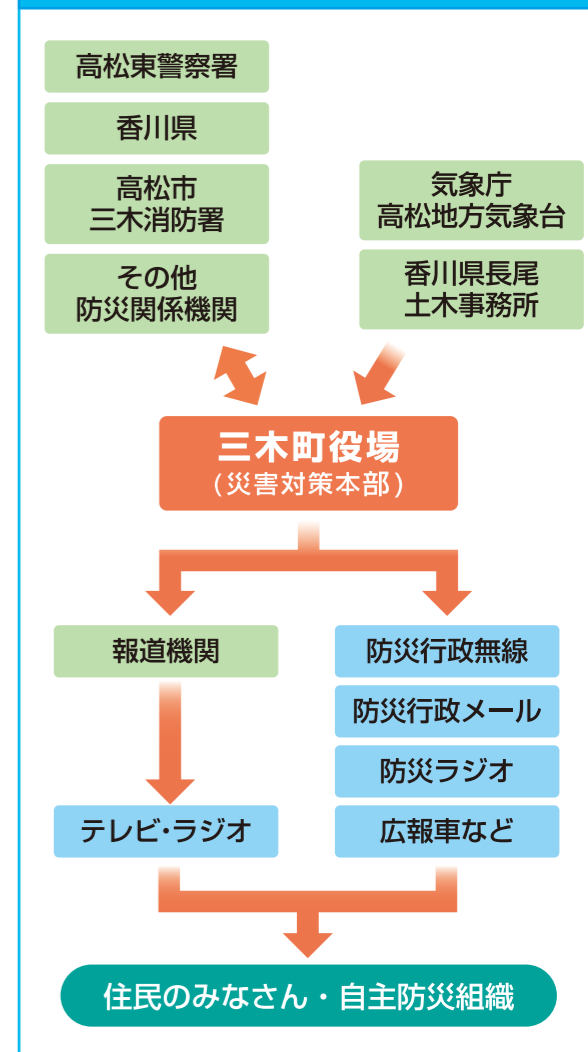 高松東警察署
香川県
高松市
三木消防署
その他
防災関係機関
気象庁
高松地方気象台
香川県長尾
土木事務所
三木町役場
(災害対策本部)
報道機関
テレビ・ラジオ
防災行政無線
防災行政メール
防災ラジオ
広報車など
住民のみなさん・自主防災組織